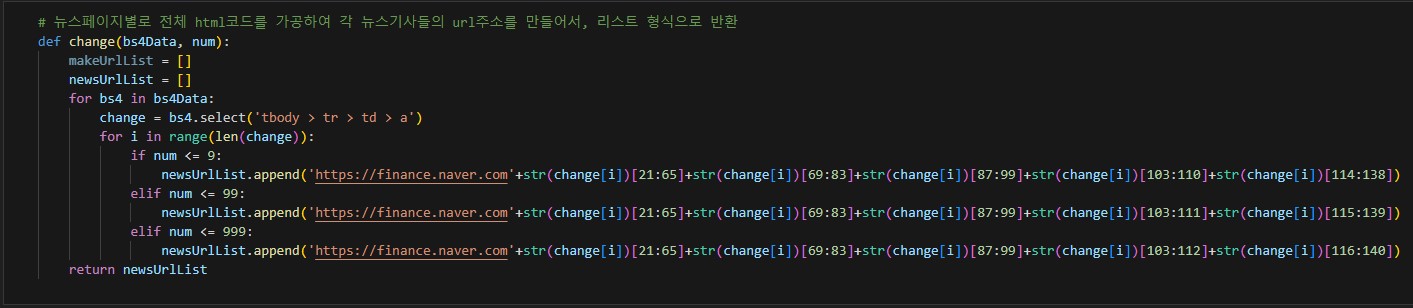 # 뉴스페이지별로 전체 html코드를 가공하여 각 뉴스기사들의 url주소를 만들어서, 리스트 형식으로 반환
def change(bs4Data, num):
    makeUrlList = []
    newsUrlList = []
    for bs4 in bs4Data:
        change = bs4.select('tbody > tr > td > a')
        for i in range(len(change)):
            if num <= 9:
                newsUrlList.append('https://finance.naver.com'+str(change[i])[21:65]+str(change[i])[69:83]+str(change[i])[87:99]+str(change[i])[103:110]+str(change[i])[114:138])
            elif num <= 99:
                newsUrlList.append('https://finance.naver.com'+str(change[i])[21:65]+str(change[i])[69:83]+str(change[i])[87:99]+str(change[i])[103:111]+str(change[i])[115:139])
            elif num <= 999:
                newsUrlList.append('https://finance.naver.com'+str(change[i])[21:65]+str(change[i])[69:83]+str(change[i])[87:99]+str(change[i])[103:112]+str(change[i])[116:140])
    return newsUrlList